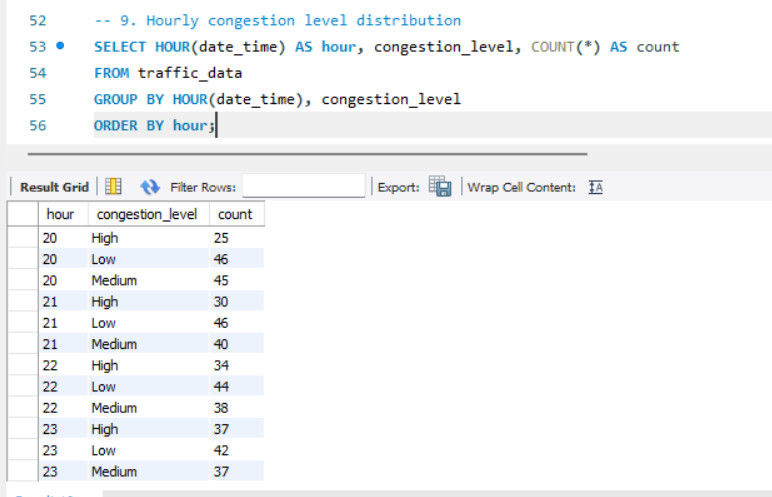 52 -- 9. Hourly congestion level distribution
53 SELECT HOUR(date_time) AS hour, congestion_level, COUNT(*) AS count
54 FROM traffic_data
55 GROUP BY HOUR(date_time), congestion_level
56 ORDER BY hour;
Result Grid Filter Rows: Export: Wrap Cell Content: IA
hour congestion_level count
20 High 25
20 Low 46
20 Medium 45
21 High 30
21 Low 46
21 Medium 40
22 High 34
22 Low 44
22 Medium 38
23 High 37
23 Low 42
23 Medium 37